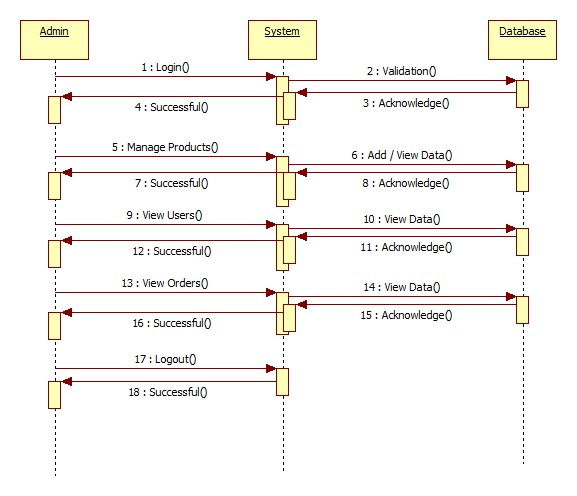 Admin
System
Database
1 : Login()
2 : Validation()
3 : Acknowledge()
4 : Successful()
5 : Manage Products()
6 : Add / View Data()
7 : Successful()
8 : Acknowledge()
9 : View Users()
10 : View Data()
11 : Acknowledge()
12 : Successful()
13 : View Orders()
14 : View Data()
15 : Acknowledge()
16 : Successful()
17 : Logout()
18 : Successful()